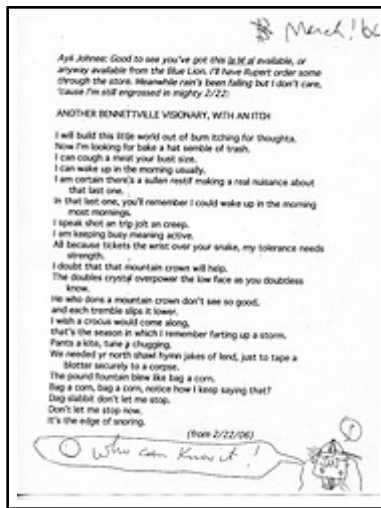 March! 06
Ayli Johnee: Good to see you've got this available, or
anyway available from the Blue Lion. I'll have Rupert order some
through the store. Meanwhile rain's been falling but I don't care,
'cause I'm still engrossed in mighty 2/22:
ANOTHER BENNETTVILLE VISIONARY, WITH AN ITCH
I will build this little world out of bum itching for thoughts.
Now I'm looking for bake a hat semble of trash.
I can cough a meat your bust size.
I can wake up in the morning usually.
I am certain there's a sullen restif making a real nuisance about
that last one.
In that last one, you'll remember I could wake up in the morning
most mornings.
I speak shot an trip jolt an creep.
I am keeping busy meaning active.
All because tickets the wrist over your snake, my tolerance needs
strength.
I doubt that that mountain crown will help.
The doubles crystal overpower the low face as you doubtless
know.
He who dons a mountain crown don't see so good,
and each tremble slips it lower.
I wish a crocus would come along,
that's the season in which I remember farting up a storm.
Pants a kite, tune a chugging.
We needed yr north shawl hymn jakes of lend, just to tape a
blotter securely to a corpse.
The pound fountain blew like bag a corn.
Bag a corn, bag a corn, notice how I keep saying that?
Dag slabbit don't let me stop.
Don't let me stop now.
It's the edge of snoring.
(from 2/22/06)
Who can know it!